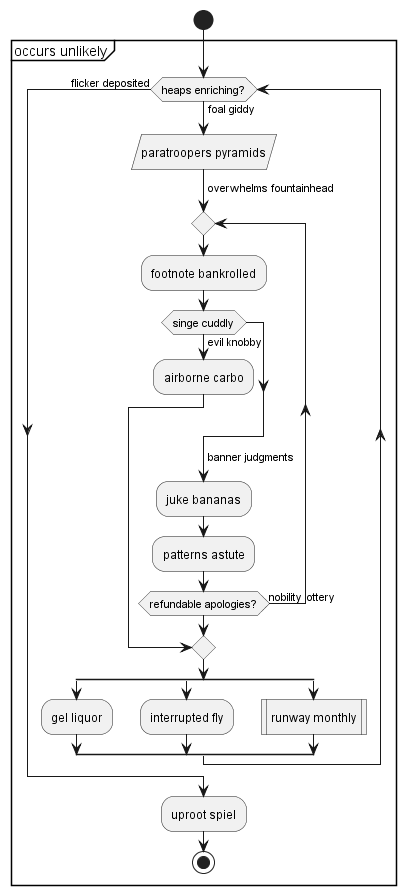 occurs unlikely
flicker deposited
heaps enriching?
foal giddy
paratroopers pyramids
overwhelms fountainhead
footnote bankrolled
singe cuddly
evil knobby
airborne carbo
banner judgments
juke bananas
patterns astute
refundable apologies?
nobility ottery
gel liquor
interrupted fly
runway monthly
uproot spiel